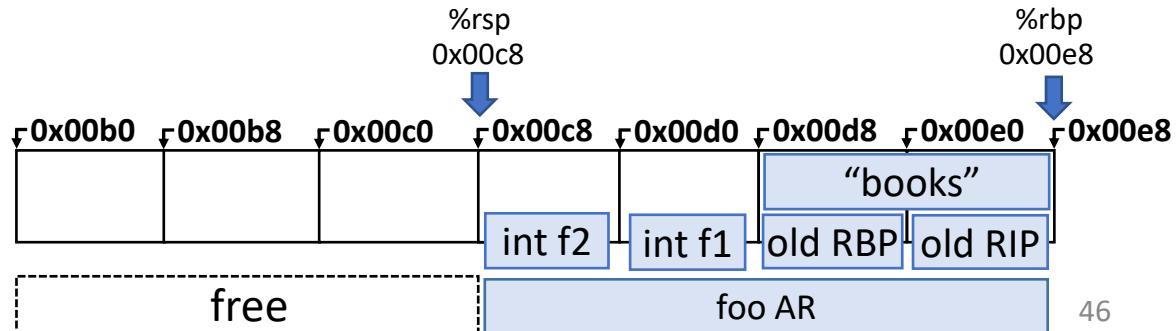 %rsp %rbp
0x00c8 0x00e8
0x00b0 0x00b8 0x00c0 0x00c8 0x00d0 0x00d8 0x00e0 0x00e8
“books”
int f2 int f1 old RBP old RIP
free foo AR 46